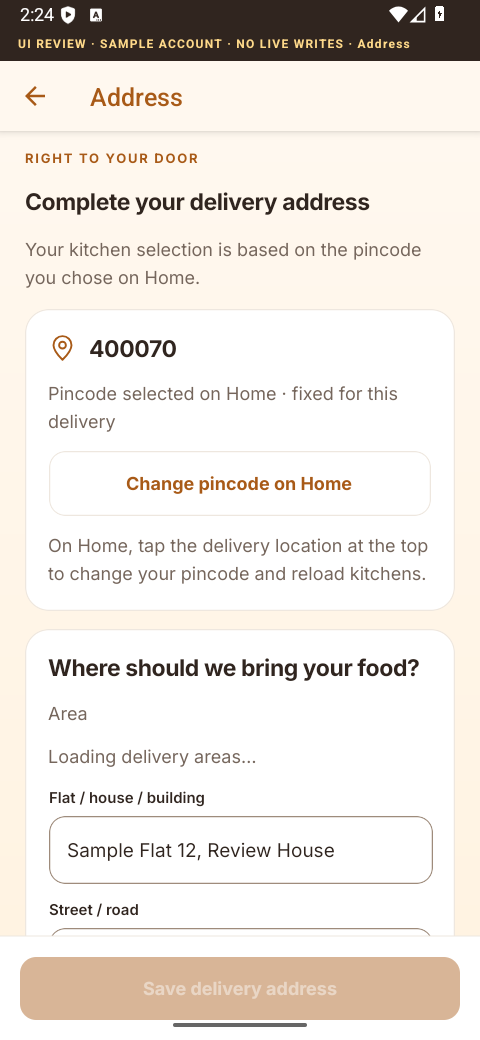 2:24
UI REVIEW · SAMPLE ACCOUNT · NO LIVE WRITES · Address
Address
RIGHT TO YOUR DOOR
Complete your delivery address
Your kitchen selection is based on the pincode
you chose on Home.
400070
Pincode selected on Home · fixed for this
delivery
Change pincode on Home
On Home, tap the delivery location at the top
to change your pincode and reload kitchens.
Where should we bring your food?
Area
Loading delivery areas...
Flat / house / building
Sample Flat 12, Review House
Street / road
Save delivery address